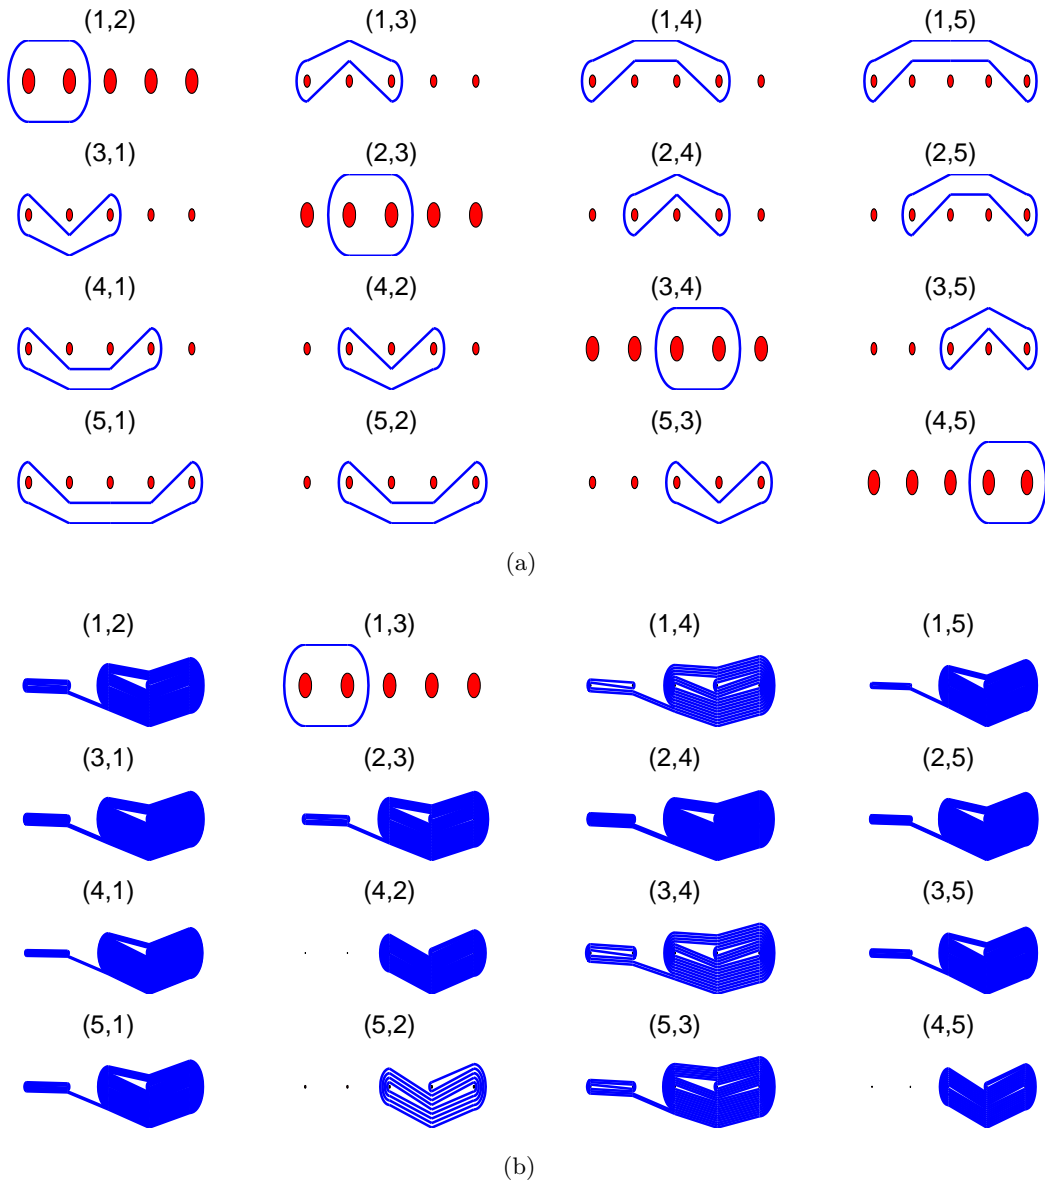 (1,2) (1,3) (1,4) (1,5)
(3,1) (2,3) (2,4) (2,5)
(4,1) (4,2) (3,4) (3,5)
(5,1) (5,2) (5,3) (4,5)
(a)
(1,2) (1,3) (1,4) (1,5)
(3,1) (2,3) (2,4) (2,5)
(4,1) (4,2) (3,4) (3,5)
(5,1) (5,2) (5,3) (4,5)
(b)